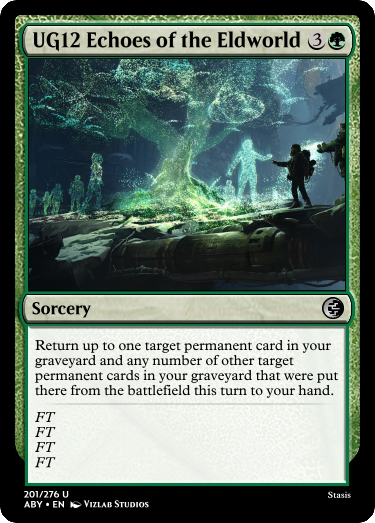 UG12 Echoes of the Eldworld 3
Sorcery
Return up to one target permanent card in your
graveyard and any number of other target
permanent cards in your graveyard that were put
there from the battlefield this turn to your hand.
FT
FT
FT
FT
201/276 U
Stasis
ABY • EN VIZLAB STUDIOS